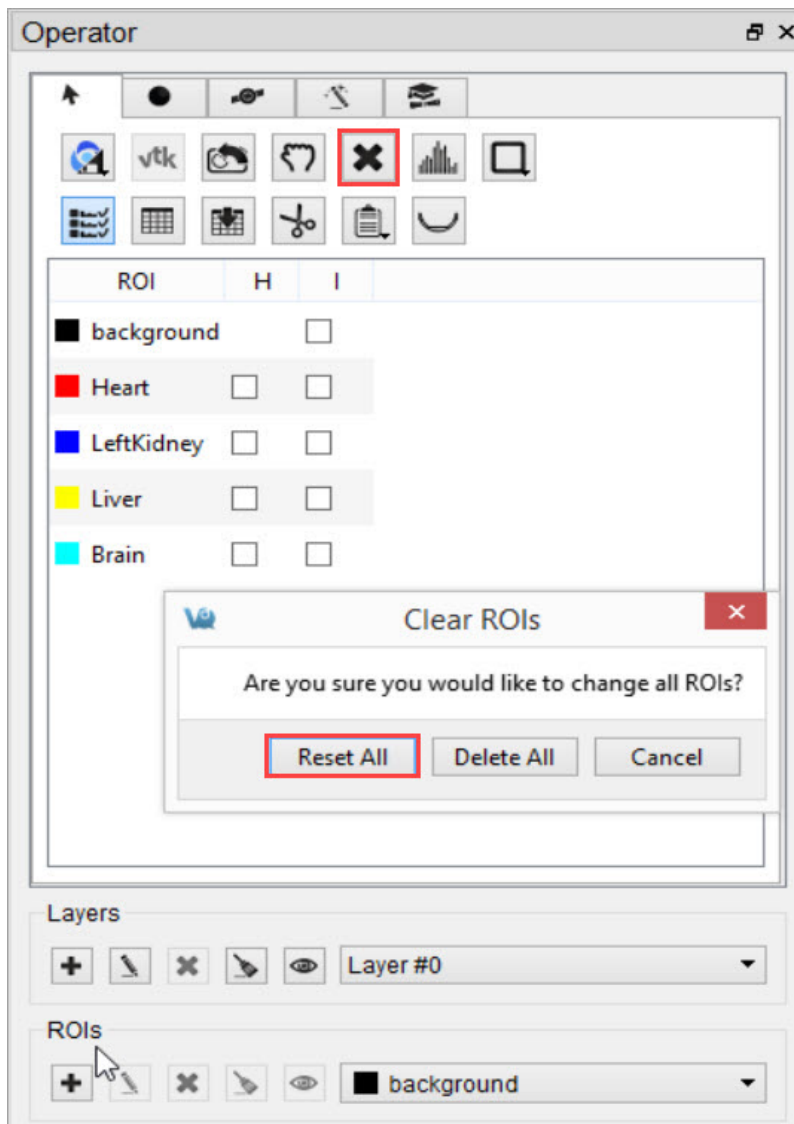 Operator
vtk
ROI H I
background
Heart
LeftKidney
Liver
Brain
Clear ROIs
Are you sure you would like to change all ROIs?
Reset All Delete All Cancel
Layers
Layer #0
ROIs
background